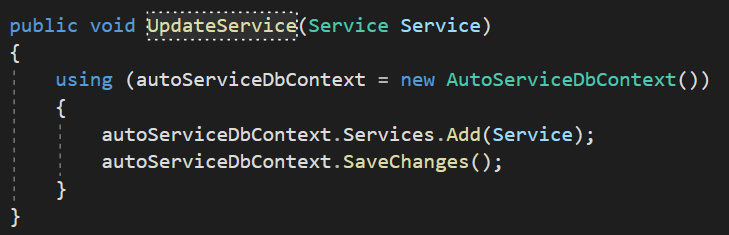 public void UpdateService(Service Service)
{
using (autoServiceDbContext = new AutoServiceDbContext())
{
autoServiceDbContext.Services.Add(Service);
autoServiceDbContext.SaveChanges();
}
}